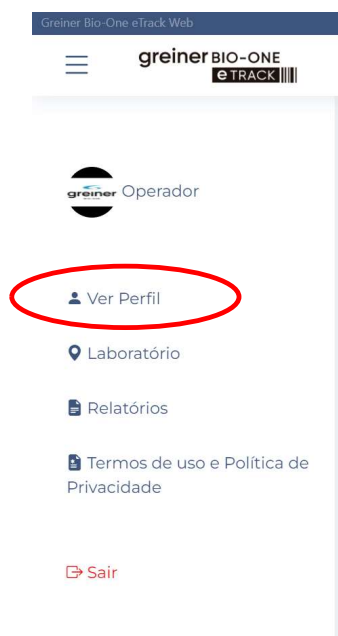 Greiner Bio-One eTrack Web
greiner BIO-ONE
e TRACK
greiner Operador
Ver Perfil
Laboratório
Relatórios
Termos de uso e Política de
Privacidade
Sair